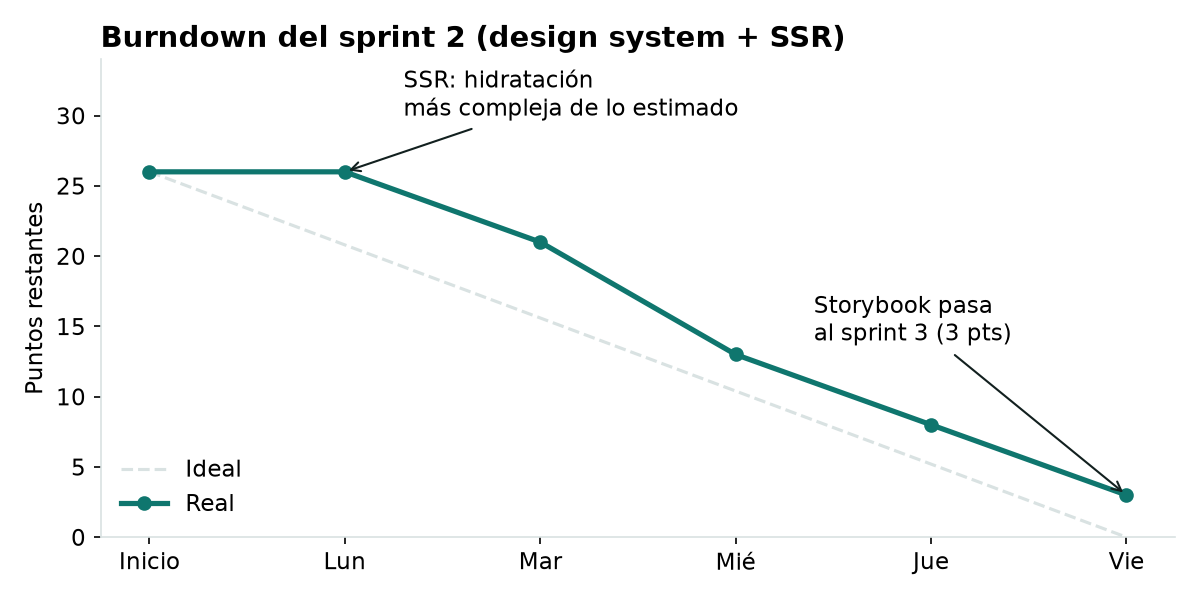 Burndown del sprint 2 (design system + SSR)
SSR: hidratación
más compleja de lo estimado
Storybook pasa
al sprint 3 (3 pts)
Puntos restantes
30
25
20
15
10
5
0
Ideal
Real
Inicio
Lun
Mar
Mié
Jue
Vie